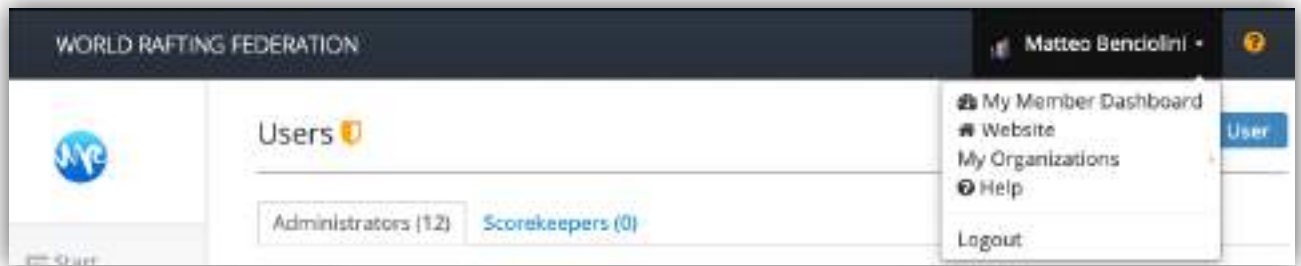 WORLD RAFTING FEDERATION
Matteo Benciolini
My Member Dashboard
Website
My Organizations
Help
Logout
Users
User
Administrators (12) Scorekeepers (0)
Start